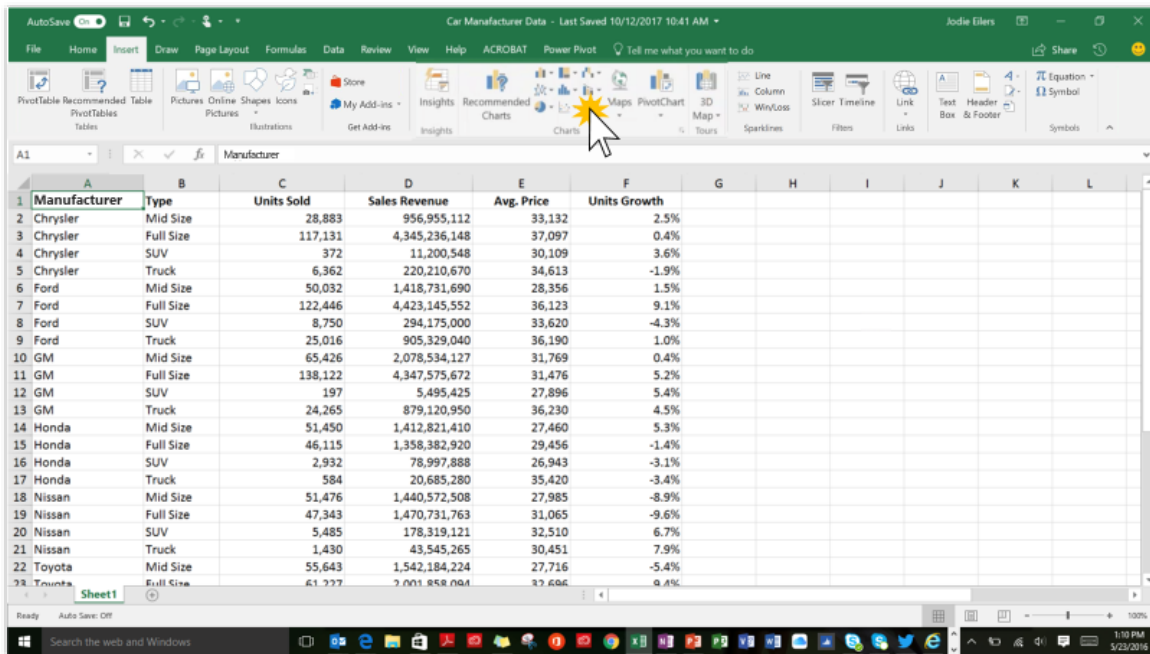 AutoSave On Car Manafacturer Data - Last Saved 10/12/2017 10:41 AM Jodie Eilers
File Home Insert Draw Page Layout Formulas Data Review View Help ACROBAT Power Pivot Tell me what you want to do Share
PivotTable Recommended PivotTables Table Pictures Online Pictures Shapes Icons Store My Add-ins Insights Recommended Charts Maps PivotChart 3D Map Line Column Win/Loss Slicer Timeline Link Text Box Header & Footer Equation Symbol
Tables Illustrations Get Add-ins Insights Charts Tours Sparklines Filters Links Symbols
A1 fx Manufacturer
A B C D E F G H I J K L
1 Manufacturer Type Units Sold Sales Revenue Avg. Price Units Growth
2 Chrysler Mid Size 28,883 956,955,112 33,132 2.5%
3 Chrysler Full Size 117,131 4,345,236,148 37,097 0.4%
4 Chrysler SUV 372 11,200,548 30,109 3.6%
5 Chrysler Truck 6,362 220,210,670 34,613 -1.9%
6 Ford Mid Size 50,032 1,418,731,690 28,356 1.5%
7 Ford Full Size 122,446 4,423,145,552 36,123 9.1%
8 Ford SUV 8,750 294,175,000 33,620 -4.3%
9 Ford Truck 25,016 905,329,040 36,190 1.0%
10 GM Mid Size 65,426 2,078,534,127 31,769 0.4%
11 GM Full Size 138,122 4,347,575,672 31,476 5.2%
12 GM SUV 197 5,495,425 27,896 5.4%
13 GM Truck 24,265 879,120,950 36,230 4.5%
14 Honda Mid Size 51,450 1,412,821,410 27,460 5.3%
15 Honda Full Size 46,115 1,358,382,920 29,456 -1.4%
16 Honda SUV 2,932 78,997,888 26,943 -3.1%
17 Honda Truck 584 20,685,280 35,420 -3.4%
18 Nissan Mid Size 51,476 1,440,572,508 27,985 -8.9%
19 Nissan Full Size 47,343 1,470,731,763 31,065 -9.6%
20 Nissan SUV 5,485 178,319,121 32,510 6.7%
21 Nissan Truck 1,430 43,545,265 30,451 7.9%
22 Toyota Mid Size 55,643 1,542,184,224 27,716 -5.4%
23 Toyota Full Size 61,227 2,001,858,094 32,696 9.4%
Sheet1
Ready Auto Save: OFF 100%
Search the web and Windows 1:10 PM
5/23/2016